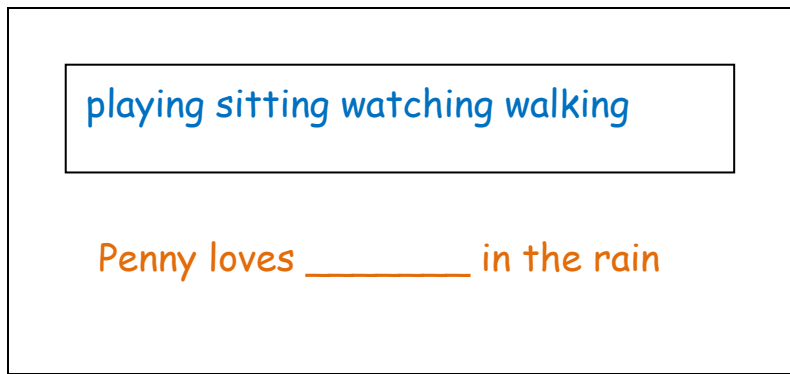 playing sitting watching walking
Penny loves _______ in the rain